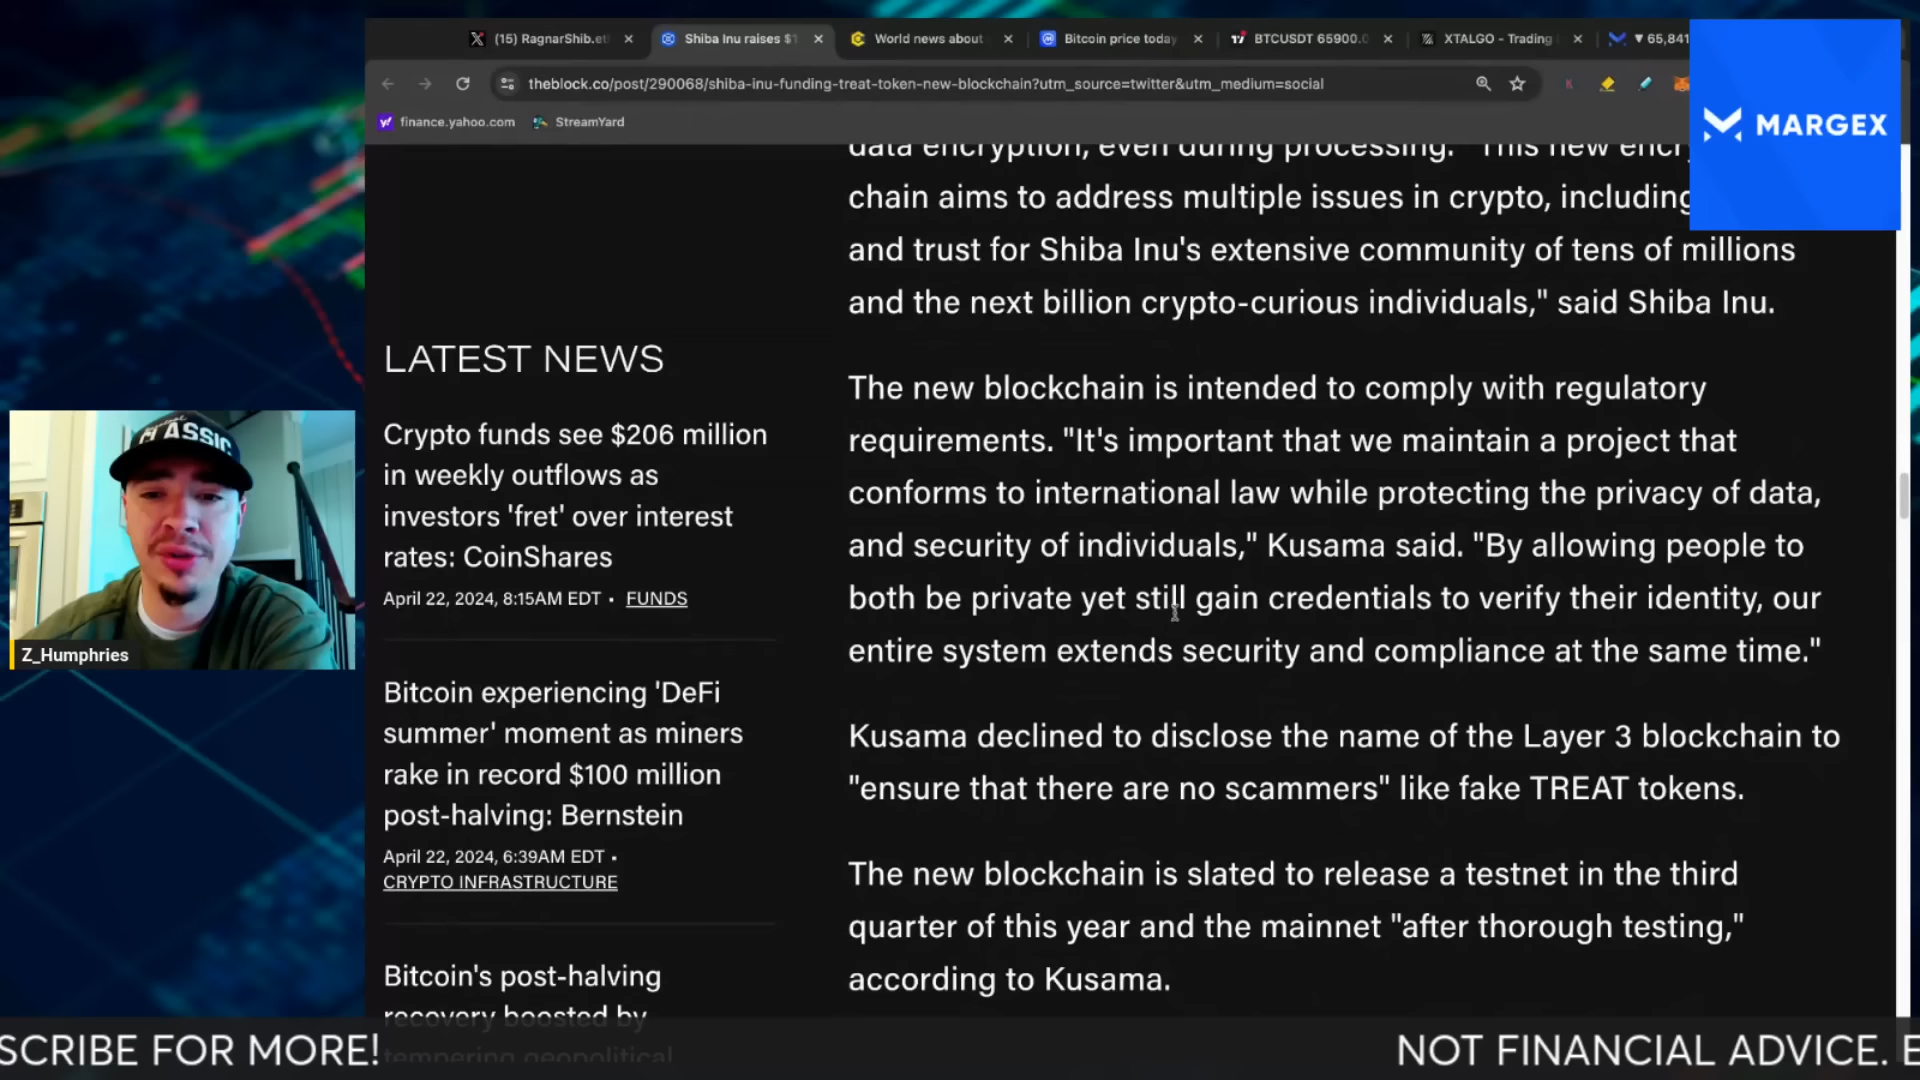 (15) RagnarShib.et
Shiba Inu raises $1
World news about
Bitcoin price today
BTCUSDT 65900.0
XTALGO - Trading
▼ 65,841
theblock.co/post/290068/shiba-inu-funding-treat-token-new-blockchain?utm_source=twitter&utm_medium=social
finance.yahoo.com
StreamYard
MARGEX
data encryption, even during processing. "This new encr
chain aims to address multiple issues in crypto, including
and trust for Shiba Inu's extensive community of tens of millions
and the next billion crypto-curious individuals," said Shiba Inu.
The new blockchain is intended to comply with regulatory
requirements. "It's important that we maintain a project that
conforms to international law while protecting the privacy of data,
and security of individuals," Kusama said. "By allowing people to
both be private yet still gain credentials to verify their identity, our
entire system extends security and compliance at the same time."
Kusama declined to disclose the name of the Layer 3 blockchain to
"ensure that there are no scammers" like fake TREAT tokens.
The new blockchain is slated to release a testnet in the third
quarter of this year and the mainnet "after thorough testing,"
according to Kusama.
LATEST NEWS
Crypto funds see $206 million
in weekly outflows as
investors 'fret' over interest
rates: CoinShares
April 22, 2024, 8:15AM EDT • FUNDS
Bitcoin experiencing 'DeFi
summer' moment as miners
rake in record $100 million
post-halving: Bernstein
April 22, 2024, 6:39AM EDT •
CRYPTO INFRASTRUCTURE
Bitcoin's post-halving
recovery boosted by
tempering geopolitical
CLASSIC
Z_Humphries
SCRIBE FOR MORE!
NOT FINANCIAL ADVICE. E